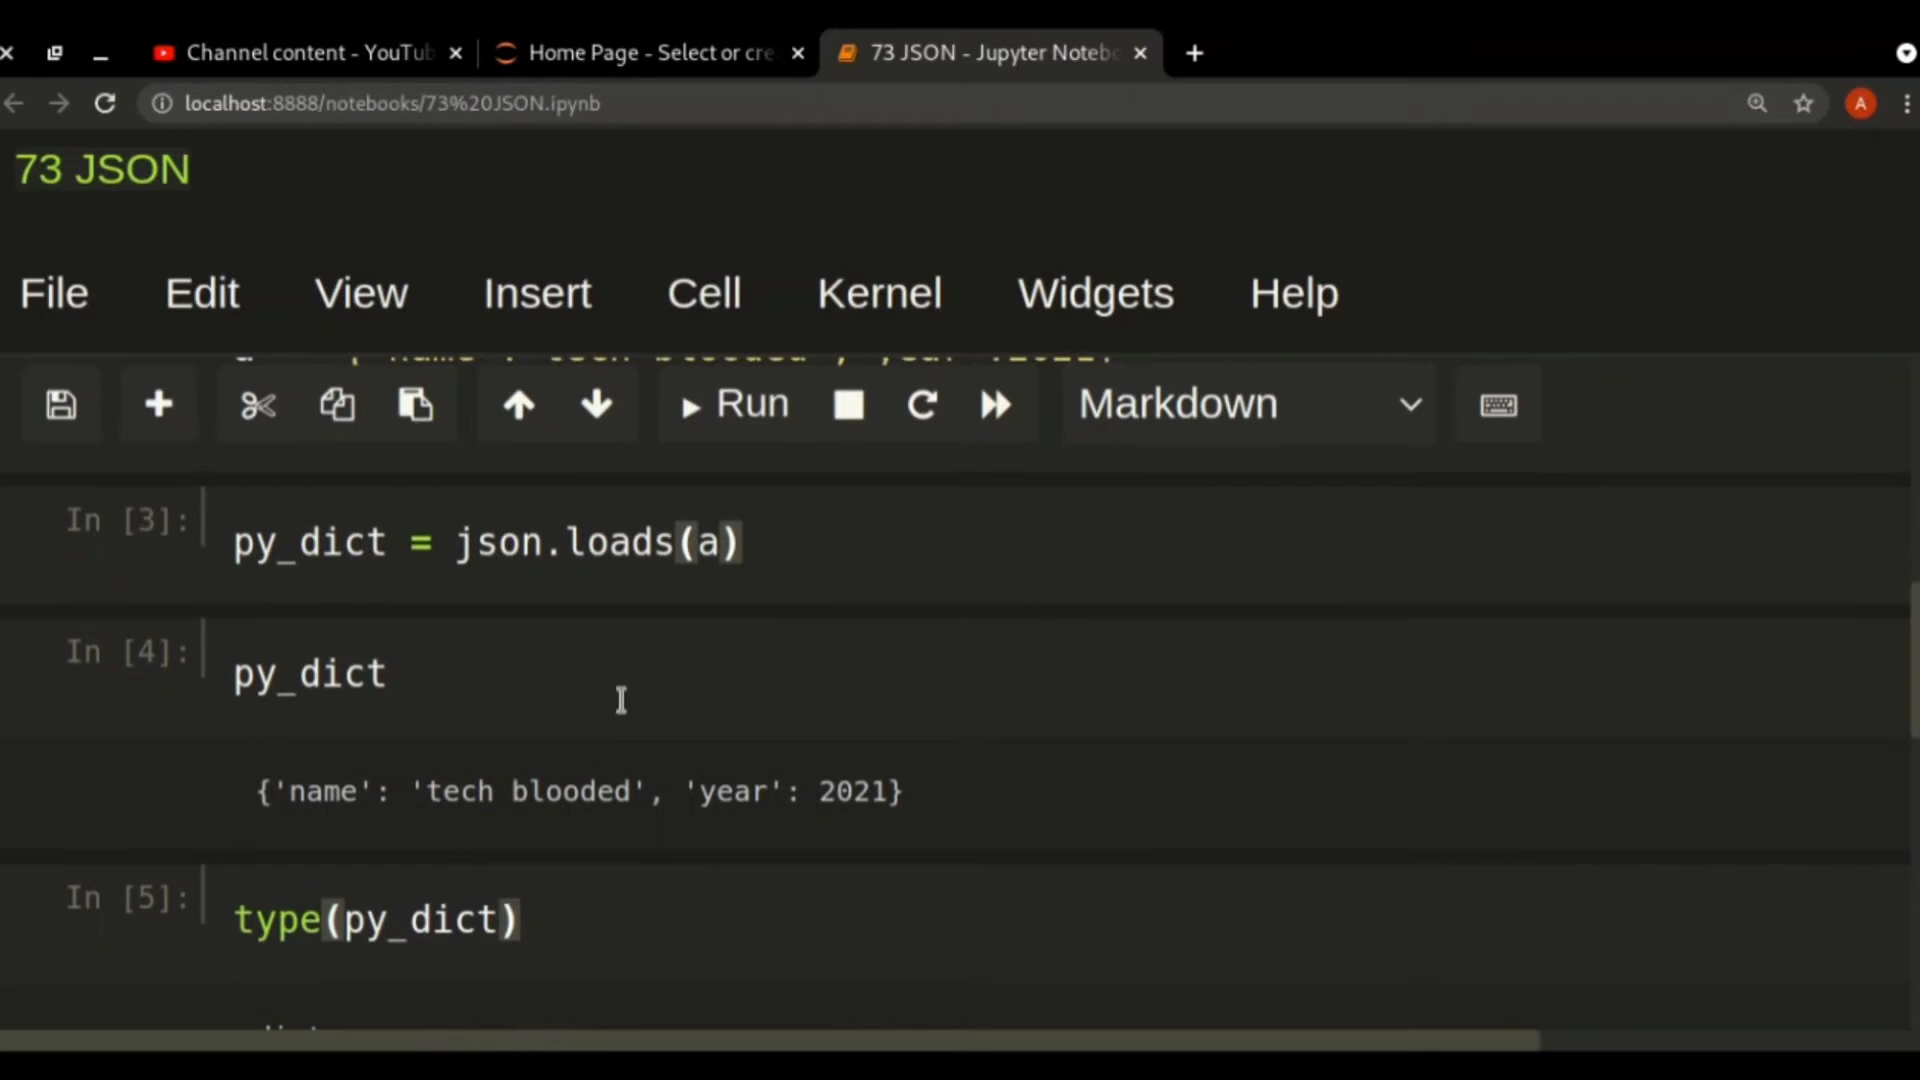 Channel content - YouTub
Home Page - Select or cre
73 JSON - Jupyter Notebo
localhost:8888/notebooks/73%20JSON.ipynb
A
73 JSON
File Edit View Insert Cell Kernel Widgets Help
Run Markdown
In [3]: py_dict = json.loads(a)
In [4]: py_dict
{'name': 'tech blooded', 'year': 2021}
In [5]: type(py_dict)